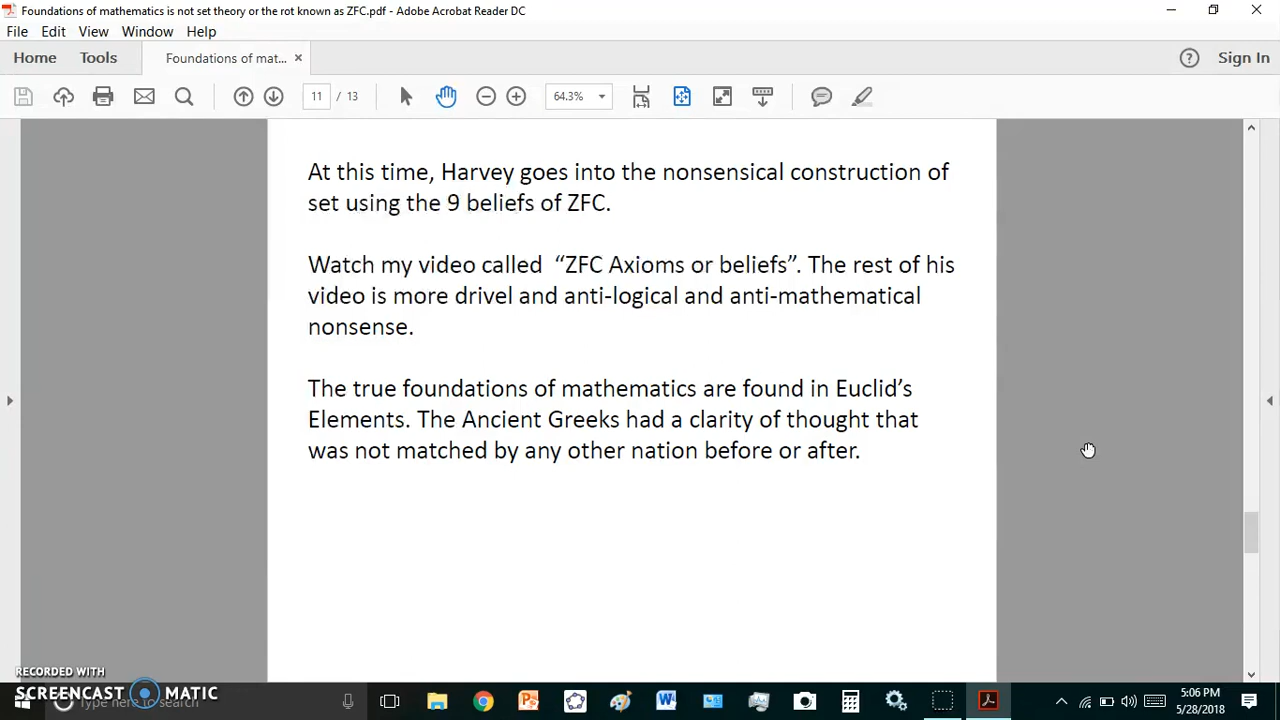 Foundations of mathematics is not set theory or the rot known as ZFC.pdf - Adobe Acrobat Reader DC
File Edit View Window Help
Home Tools Foundations of mat... × ? Sign In
11 / 13 64.3%
At this time, Harvey goes into the nonsensical construction of
set using the 9 beliefs of ZFC.
Watch my video called “ZFC Axioms or beliefs”. The rest of his
video is more drivel and anti-logical and anti-mathematical
nonsense.
The true foundations of mathematics are found in Euclid’s
Elements. The Ancient Greeks had a clarity of thought that
was not matched by any other nation before or after.
RECORDED WITH
SCREENCAST MATIC
Type here to search
5:06 PM
5/28/2018